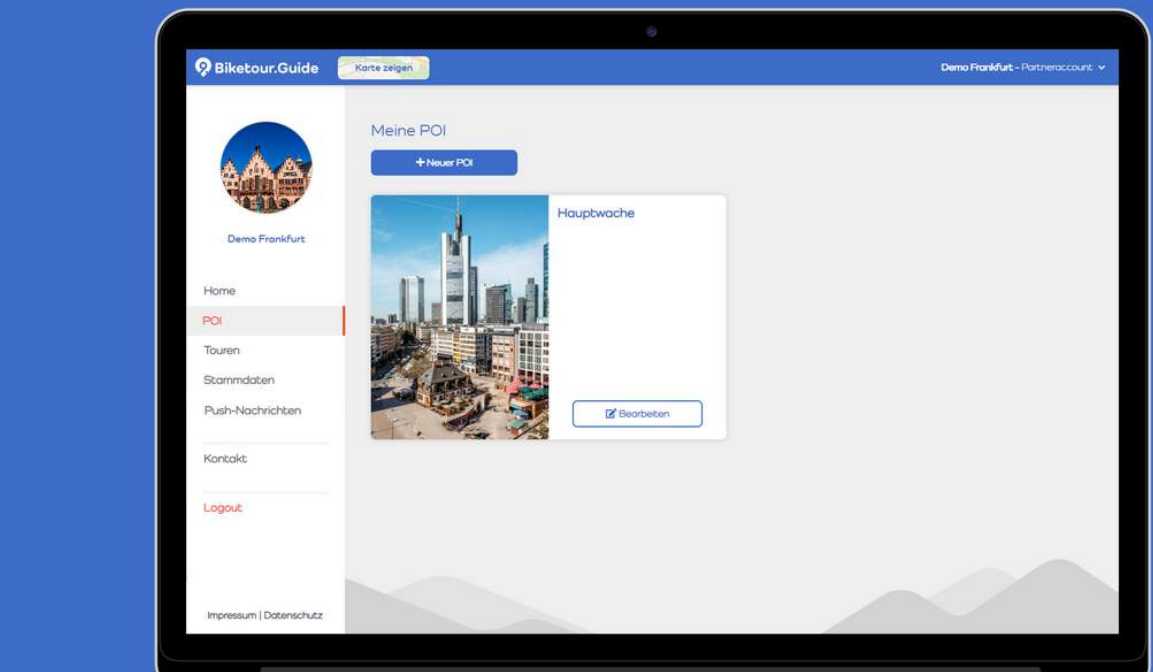 Biketour.Guide
Karte zeigen
Demo Frankfurt - Partneraccount
Demo Frankfurt
Home
POI
Touren
Stammdaten
Push-Nachrichten
Kontakt
Logout
Impressum | Datenschutz
Meine POI
+ Neuer POI
Hauptwache
Bearbeiten